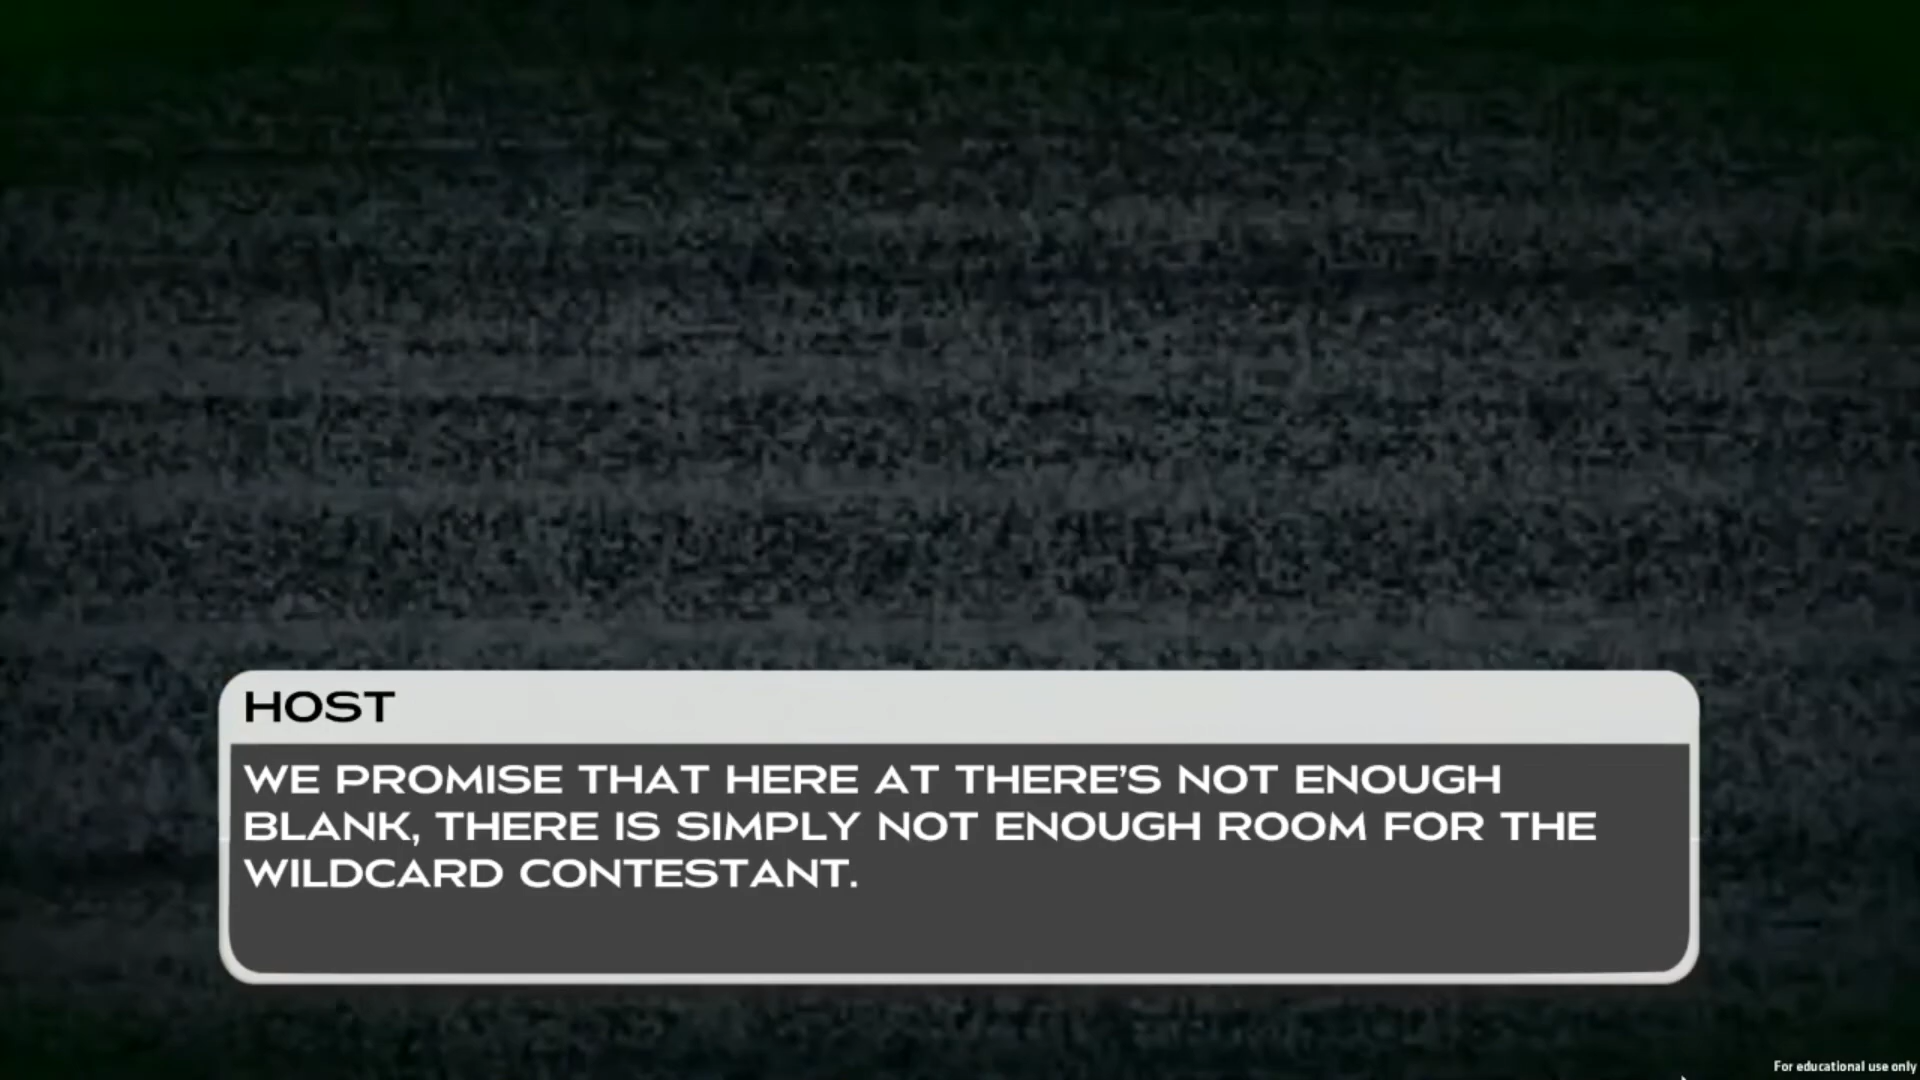 HOST
WE PROMISE THAT HERE AT THERE'S NOT ENOUGH
BLANK, THERE IS SIMPLY NOT ENOUGH ROOM FOR THE
WILDCARD CONTESTANT.
For educational use only